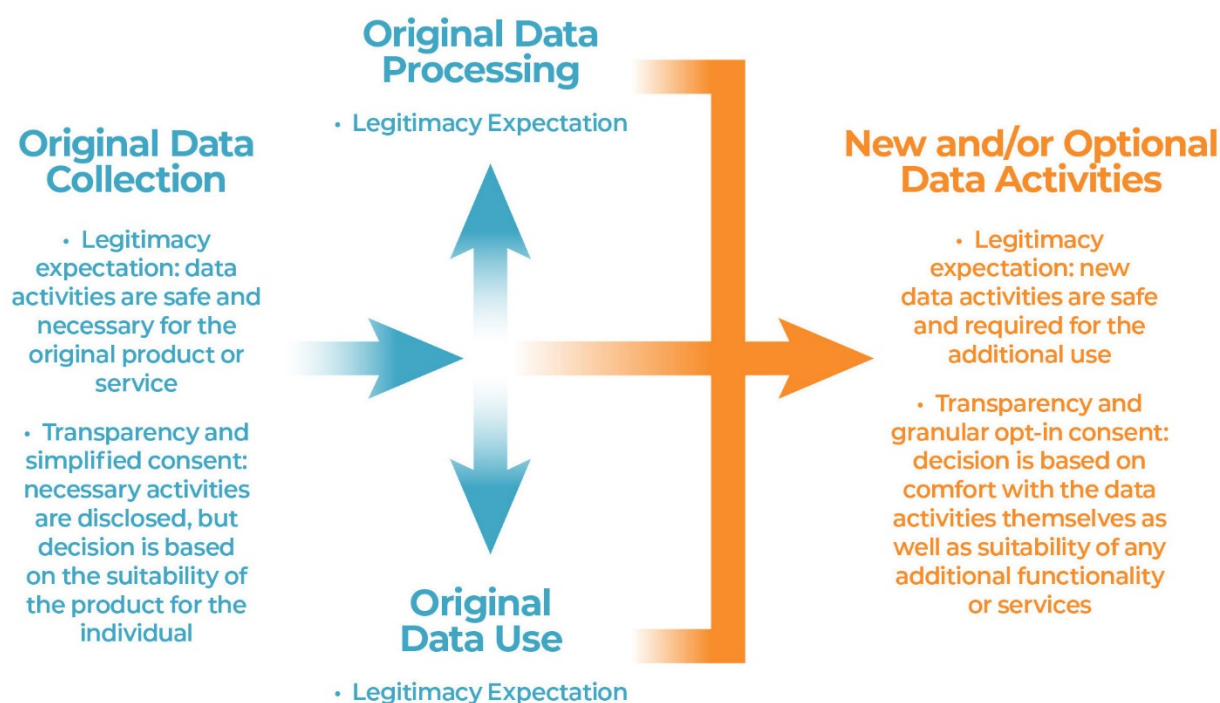 Original Data
Processing
• Legitimacy Expectation
Original Data
Collection
• Legitimacy
expectation: data
activities are safe and
necessary for the
original product or
service
• Transparency and
simplified consent:
necessary activities
are disclosed, but
decision is based
on the suitability of
the product for the
individual
Original
Data Use
• Legitimacy Expectation
New and/or Optional
Data Activities
• Legitimacy
expectation: new
data activities are safe
and required for the
additional use
• Transparency and
granular opt-in consent:
decision is based on
comfort with the data
activities themselves as
well as suitability of any
additional functionality
or services